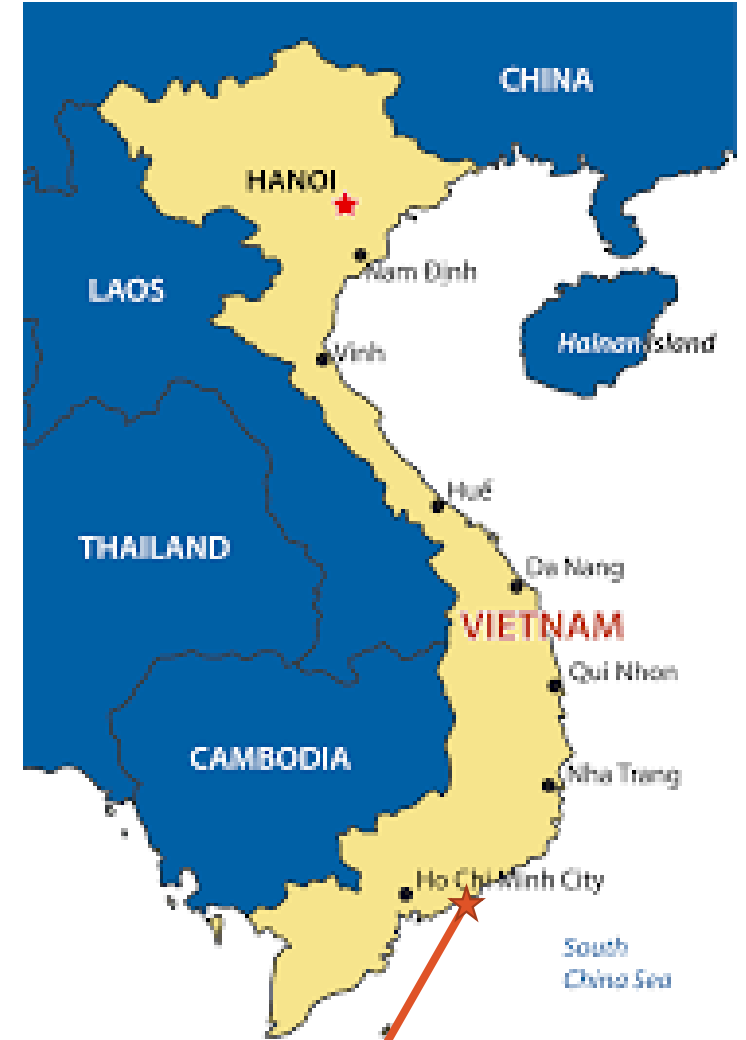 CHINA
HANOI
Nam Định
LAOS
Hainan Island
Vinh
Huế
THAILAND
Da Nang
VIETNAM
Qui Nhon
CAMBODIA
Nha Trang
Ho Chi Minh City
South
China Sea